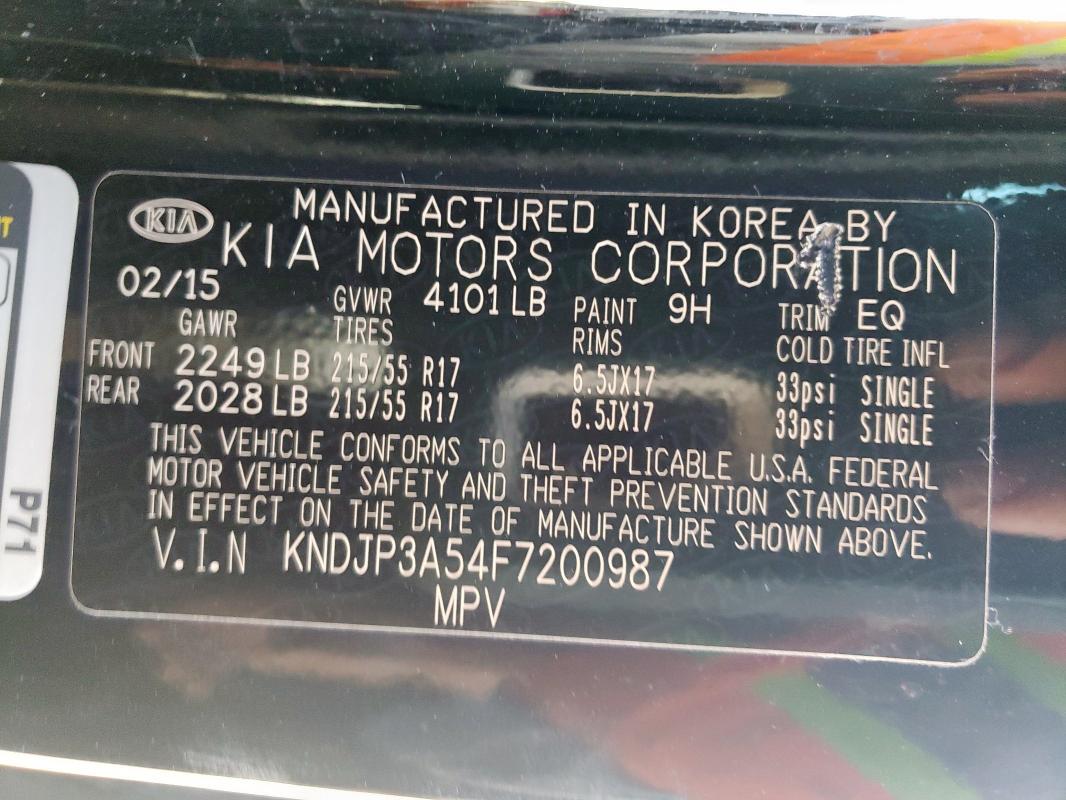 MANUFACTURED IN KOREA BY
KIA
KIA MOTORS CORPORATION
02/15 GVWR 4101 LB PAINT 9H TRIM EQ
GAWR TIRES RIMS COLD TIRE INFL
FRONT 2249 LB 215/55 R17 6.5JX17 33psi SINGLE
REAR 2028 LB 215/55 R17 6.5JX17 33psi SINGLE
THIS VEHICLE CONFORMS TO ALL APPLICABLE U.S.A. FEDERAL
MOTOR VEHICLE SAFETY AND THEFT PREVENTION STANDARDS
IN EFFECT ON THE DATE OF MANUFACTURE SHOWN ABOVE.
V.I.N KNDJP3A54F7200987
MPV
P71